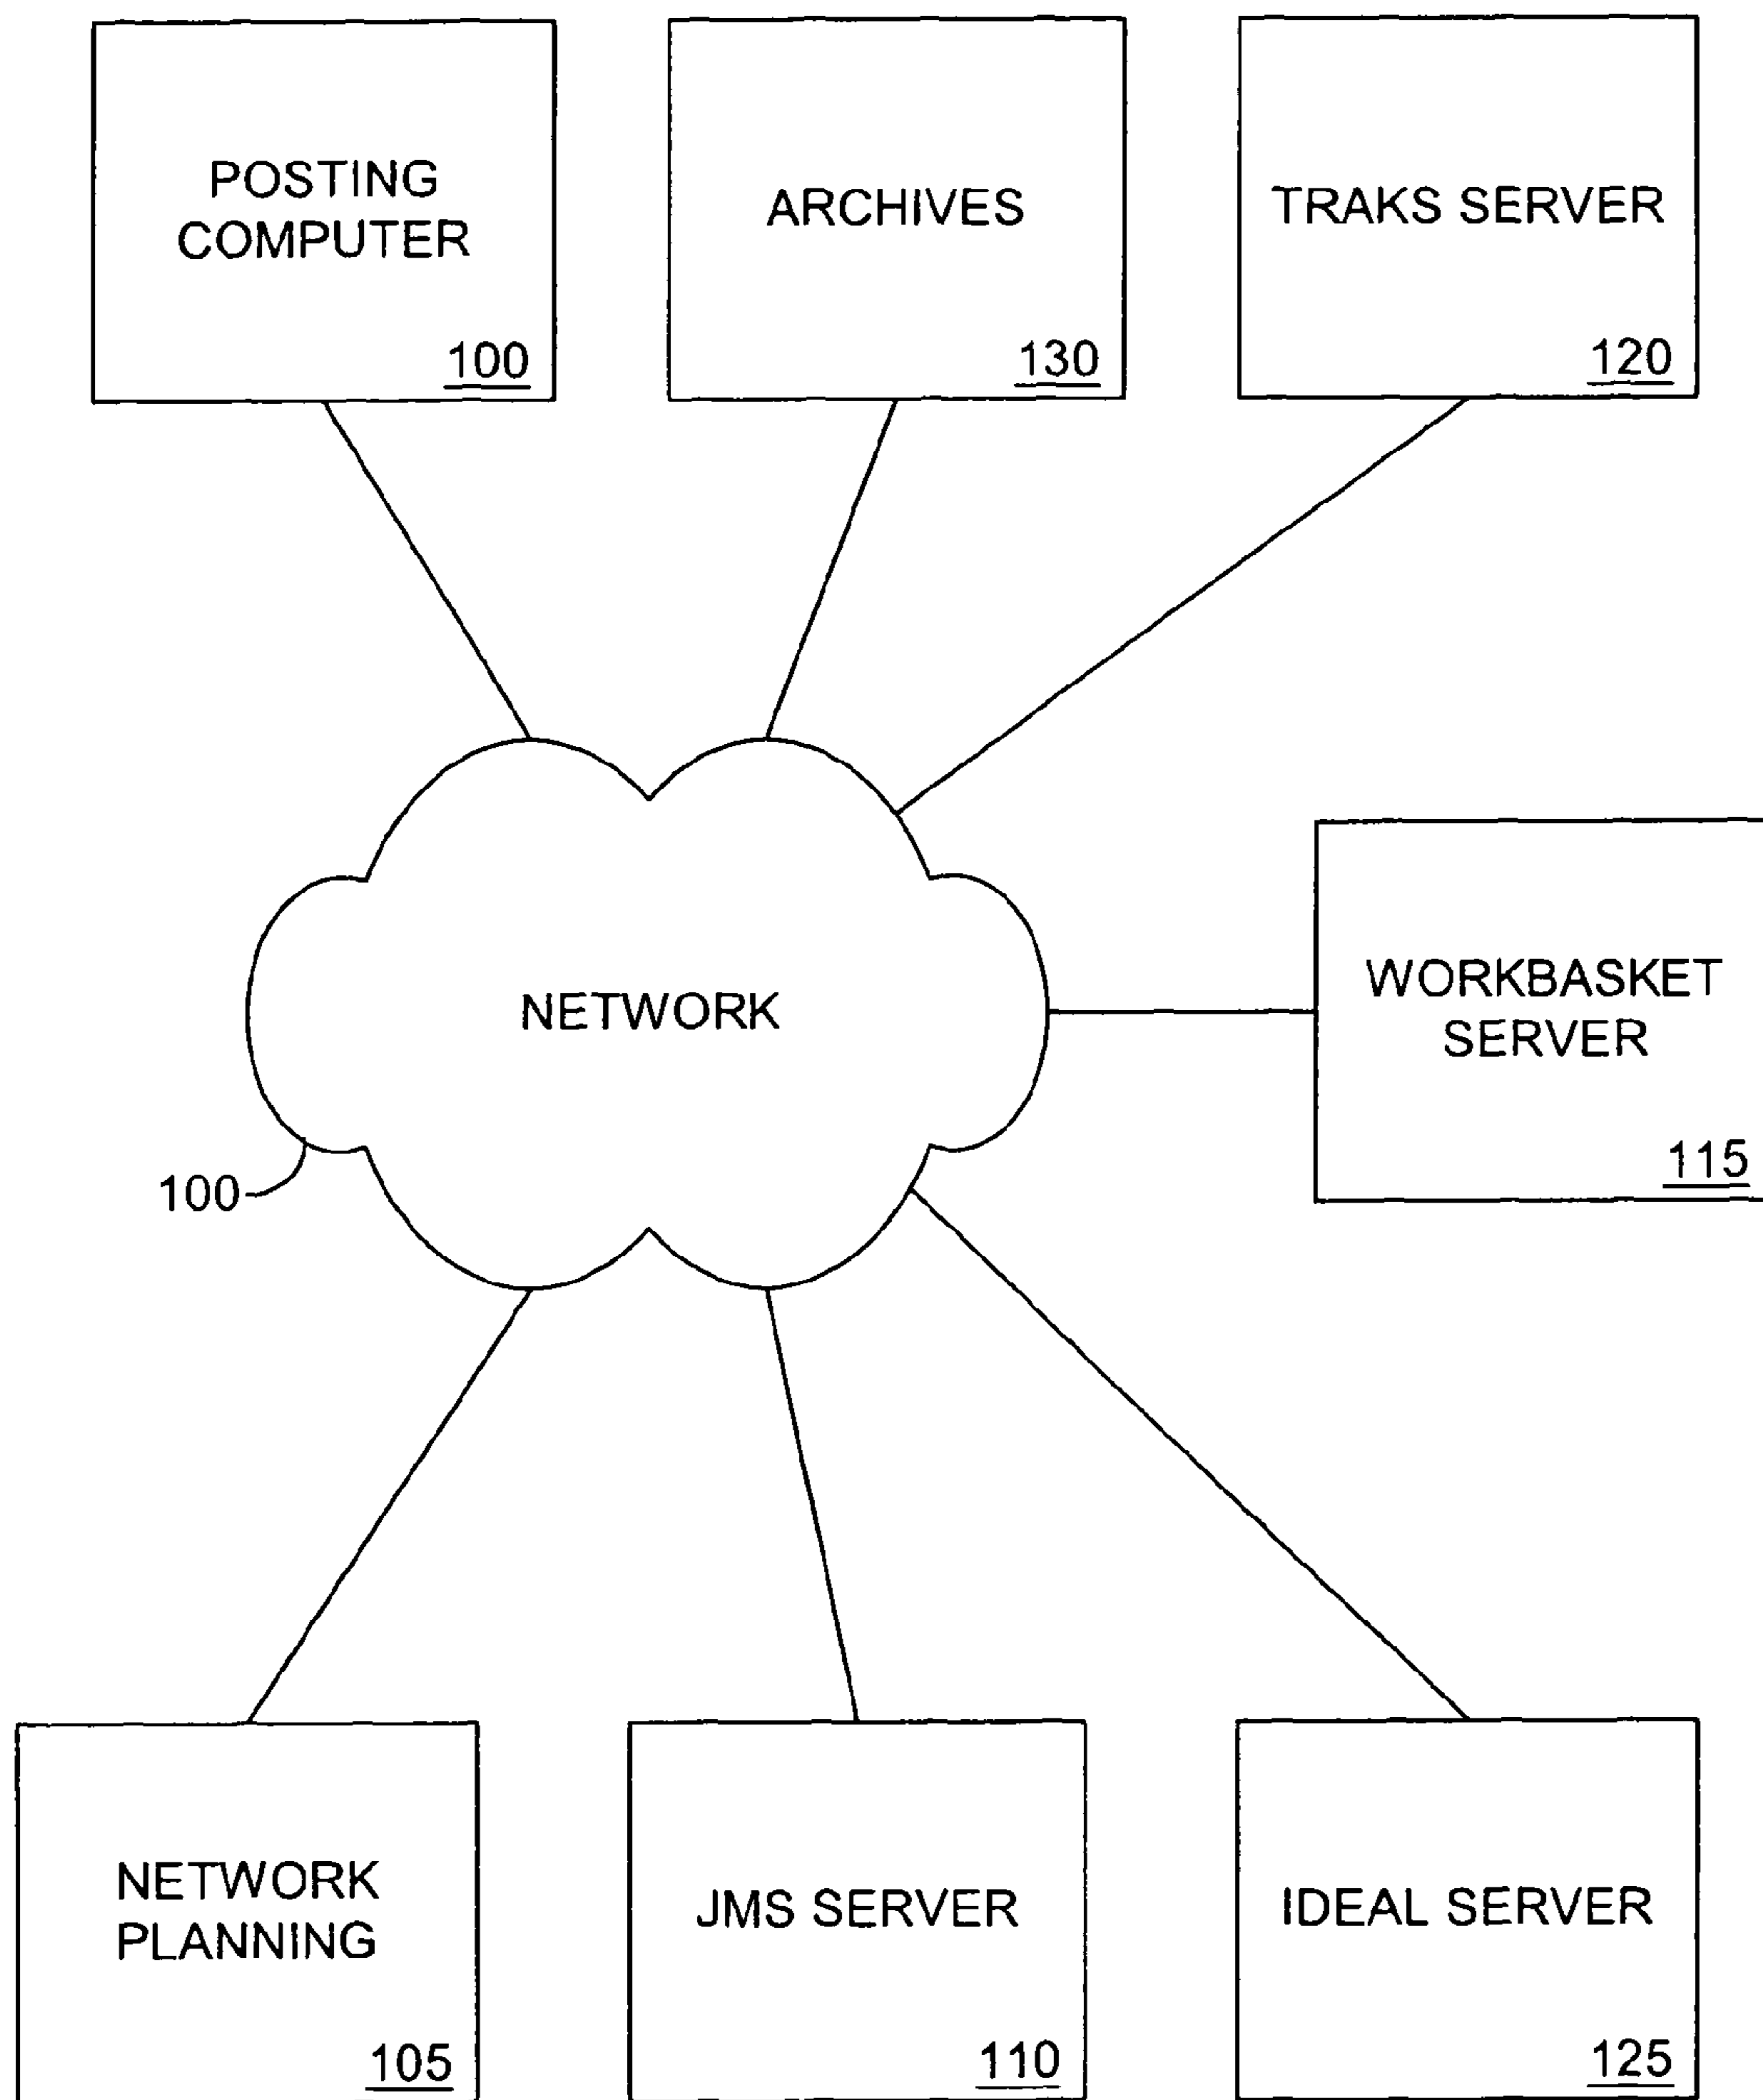 POSTING
COMPUTER
100
ARCHIVES
130
TRAKS SERVER
120
NETWORK
100
WORKBASKET
SERVER
115
NETWORK
PLANNING
105
JMS SERVER
110
IDEAL SERVER
125